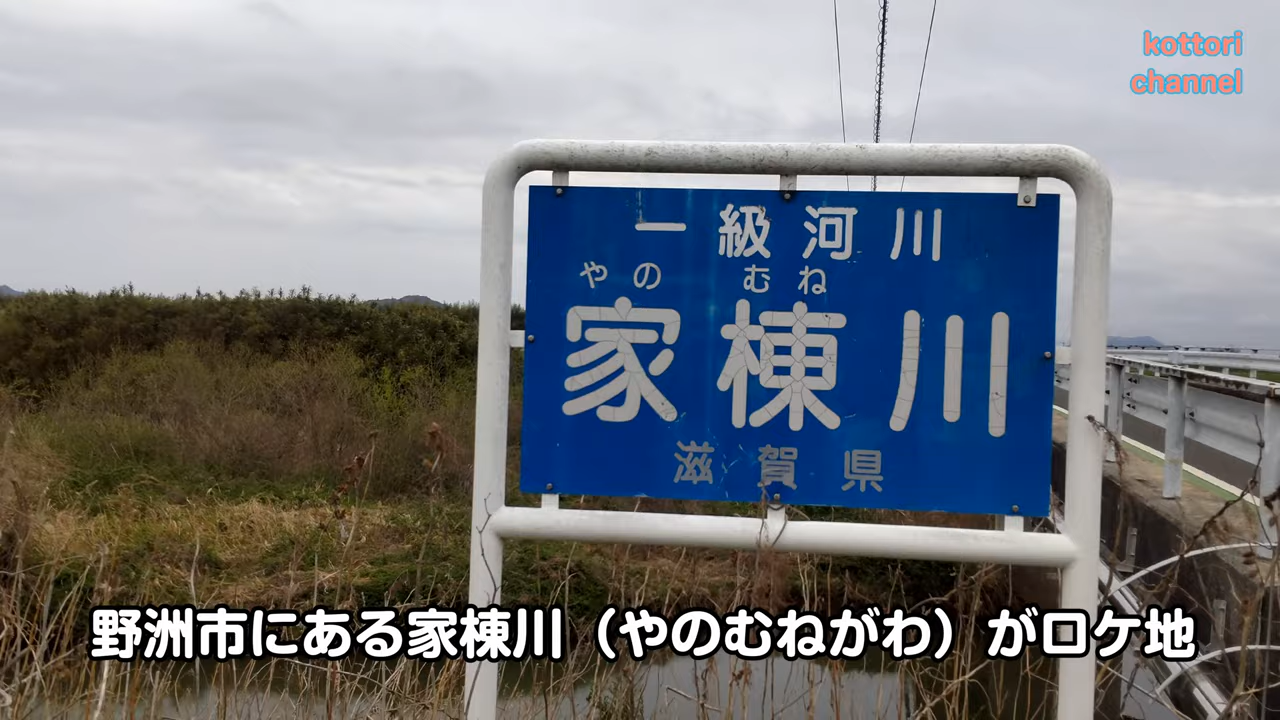 kottori
channel
一級河川
やの むね
家棟川
滋賀県
野洲市にある家棟川（やのむねがわ）がロケ地